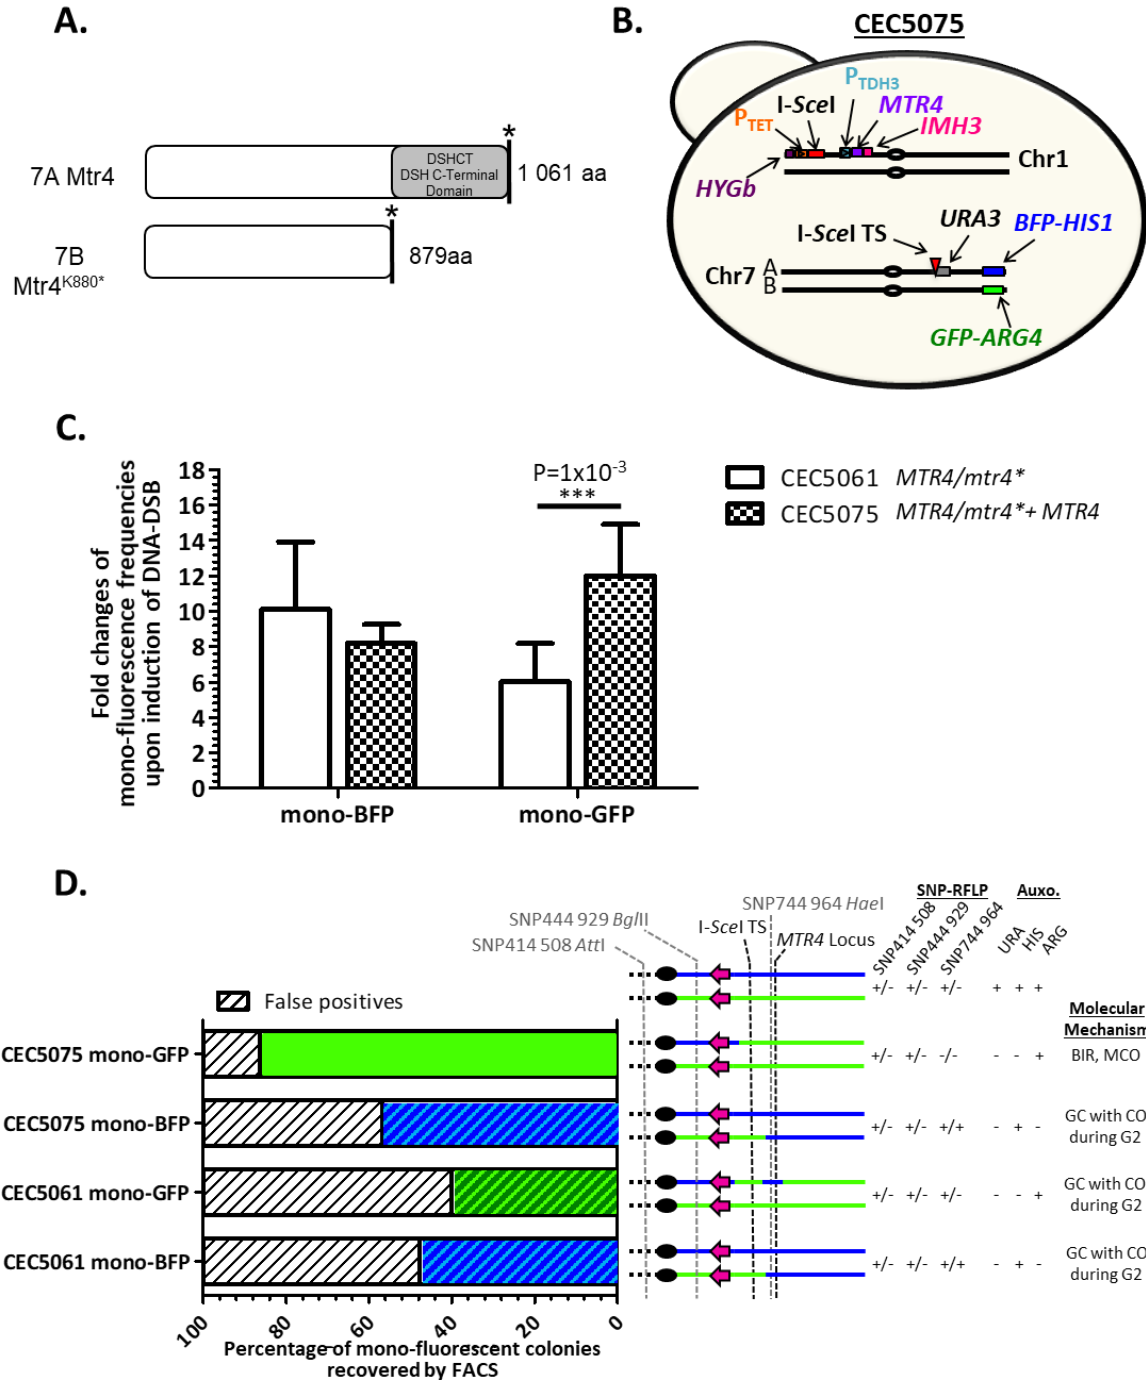 A.
7A Mtr4
DSHCT
DSH C-Terminal
Domain
*
1 061 aa
7B
Mtr4K880*
*
879aa
B.
CEC5075
PTET
I-SceI
PTDH3
MTR4
IMH3
HYGb
Chr1
I-SceI TS
URA3
BFP-HIS1
Chr7
A
B
GFP-ARG4
C.
Fold changes of
mono-fluorescence frequencies
upon induction of DNA-DSB
18
16
14
12
10
8
6
4
2
0
mono-BFP
mono-GFP
P=1x10-3
***
CEC5061 MTR4/mtr4*
CEC5075 MTR4/mtr4*+ MTR4
D.
False positives
CEC5075 mono-GFP
CEC5075 mono-BFP
CEC5061 mono-GFP
CEC5061 mono-BFP
100
80
60
40
20
0
Percentage of mono-fluorescent colonies
recovered by FACS
SNP414 508 AttI
SNP444 929 BglII
I-SceI TS
SNP744 964 HaeI
MTR4 Locus
SNP-RFLP
Auxo.
SNP414 508
SNP444 929
SNP744 964
URA
HIS
ARG
+/- +/- +/- + + +
Molecular
Mechanism
+/- +/- -/- - - + BIR, MCO
+/- +/- +/+ - + - GC with CO
during G2
+/- +/- +/- - - + GC with CO
during G2
+/- +/- +/+ - + - GC with CO
during G2